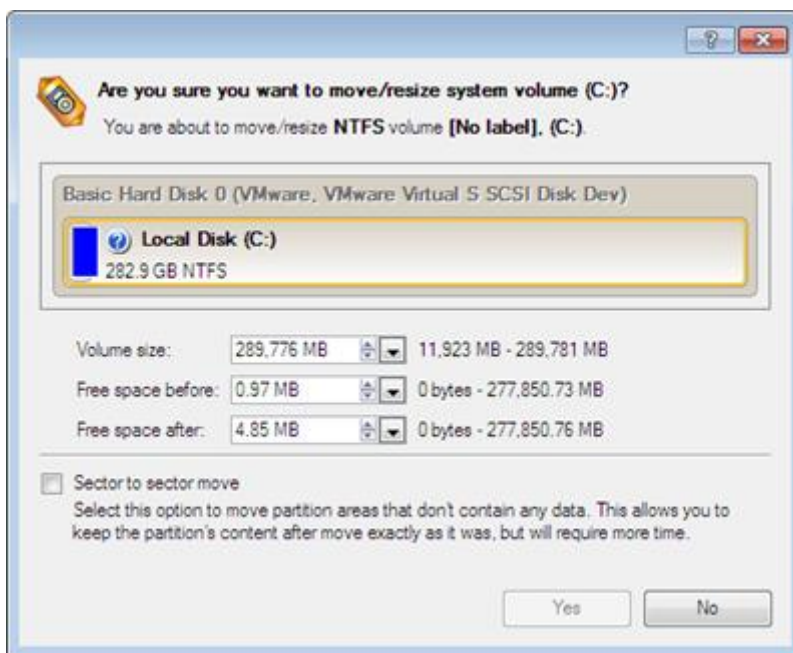 Are you sure you want to move/resize system volume (C:)?
You are about to move/resize NTFS volume [No label], (C:).
Basic Hard Disk 0 (VMware, VMware Virtual S SCSI Disk Dev)
Local Disk (C:)
282.9 GB NTFS
Volume size: 289,776 MB 11,923 MB - 289,781 MB
Free space before: 0.97 MB 0 bytes - 277,850.73 MB
Free space after: 4.85 MB 0 bytes - 277,850.76 MB
Sector to sector move
Select this option to move partition areas that don't contain any data. This allows you to
keep the partition's content after move exactly as it was, but will require more time.
Yes No